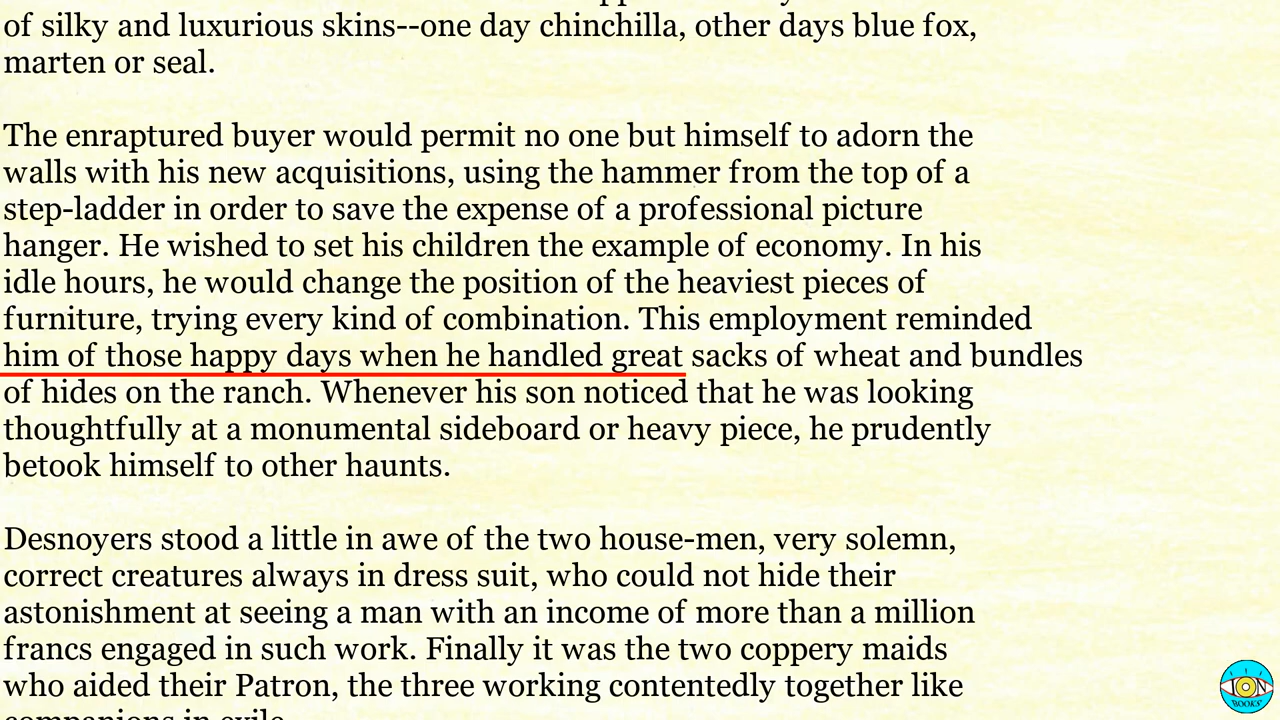 of silky and luxurious skins--one day chinchilla, other days blue fox,
marten or seal.
The enraptured buyer would permit no one but himself to adorn the
walls with his new acquisitions, using the hammer from the top of a
step-ladder in order to save the expense of a professional picture
hanger. He wished to set his children the example of economy. In his
idle hours, he would change the position of the heaviest pieces of
furniture, trying every kind of combination. This employment reminded
him of those happy days when he handled great sacks of wheat and bundles
of hides on the ranch. Whenever his son noticed that he was looking
thoughtfully at a monumental sideboard or heavy piece, he prudently
betook himself to other haunts.
Desnoyers stood a little in awe of the two house-men, very solemn,
correct creatures always in dress suit, who could not hide their
astonishment at seeing a man with an income of more than a million
francs engaged in such work. Finally it was the two coppery maids
who aided their Patron, the three working contentedly together like
companions in exile.
ION
BOOKS